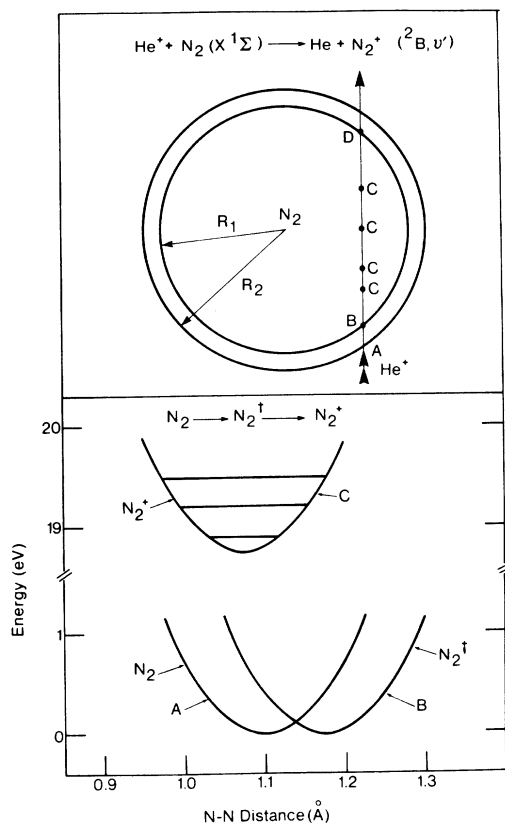 He⁺ + N₂ (X ¹Σ) ⟶ He + N₂⁺ (²B, υ′)
D
C
C
C
C
B
A
He⁺
N₂
R₁
R₂
N₂ ⟶ N₂† ⟶ N₂⁺
20
N₂⁺
C
19
Energy (eV)
1
N₂
N₂†
A
B
0
0.9
1.0
1.1
1.2
1.3
N-N Distance (Å)